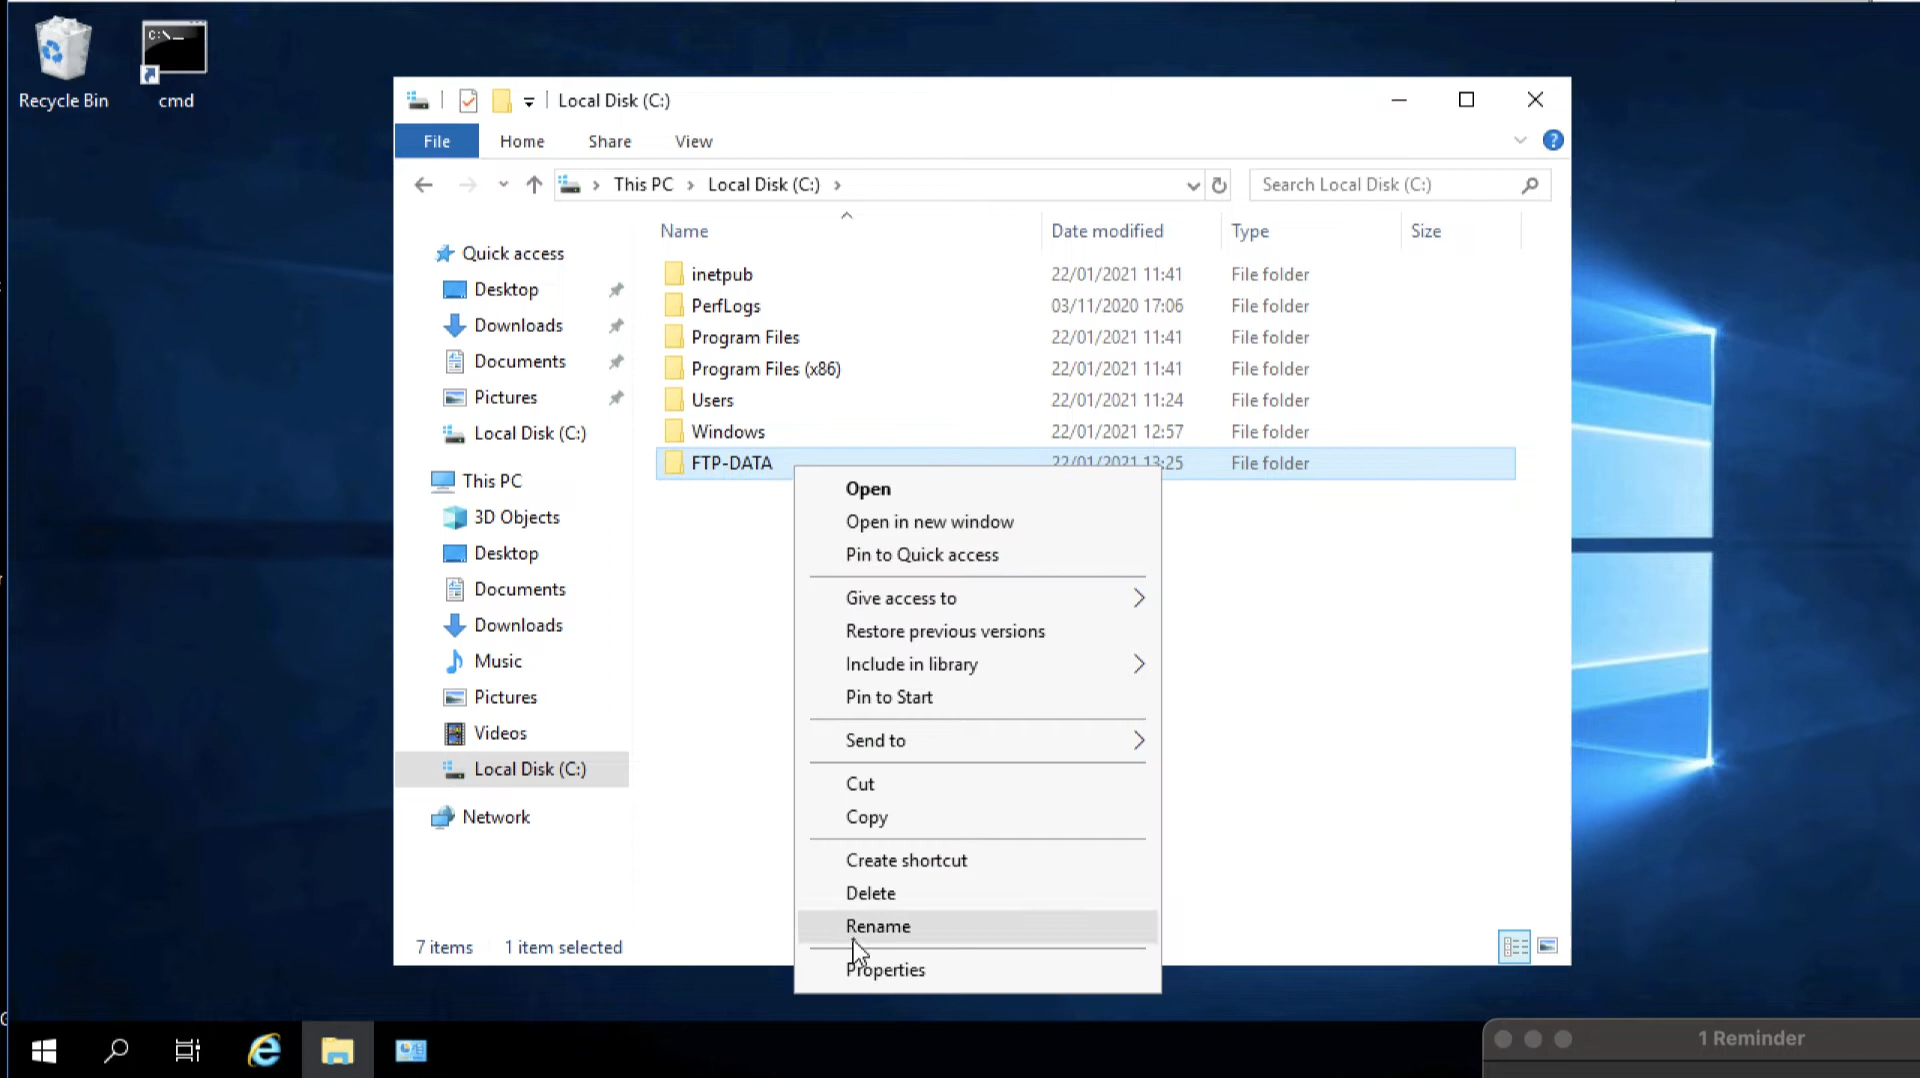 Recycle Bin
cmd
Local Disk (C:)
File Home Share View
This PC Local Disk (C:)
Search Local Disk (C:)
Name Date modified Type Size
Quick access
Desktop
Downloads
Documents
Pictures
Local Disk (C:)
This PC
3D Objects
Desktop
Documents
Downloads
Music
Pictures
Videos
Local Disk (C:)
Network
inetpub 22/01/2021 11:41 File folder
PerfLogs 03/11/2020 17:06 File folder
Program Files 22/01/2021 11:41 File folder
Program Files (x86) 22/01/2021 11:41 File folder
Users 22/01/2021 11:24 File folder
Windows 22/01/2021 12:57 File folder
FTP-DATA 22/01/2021 13:25 File folder
Open
Open in new window
Pin to Quick access
Give access to
Restore previous versions
Include in library
Pin to Start
Send to
Cut
Copy
Create shortcut
Delete
Rename
Properties
7 items 1 item selected
1 Reminder